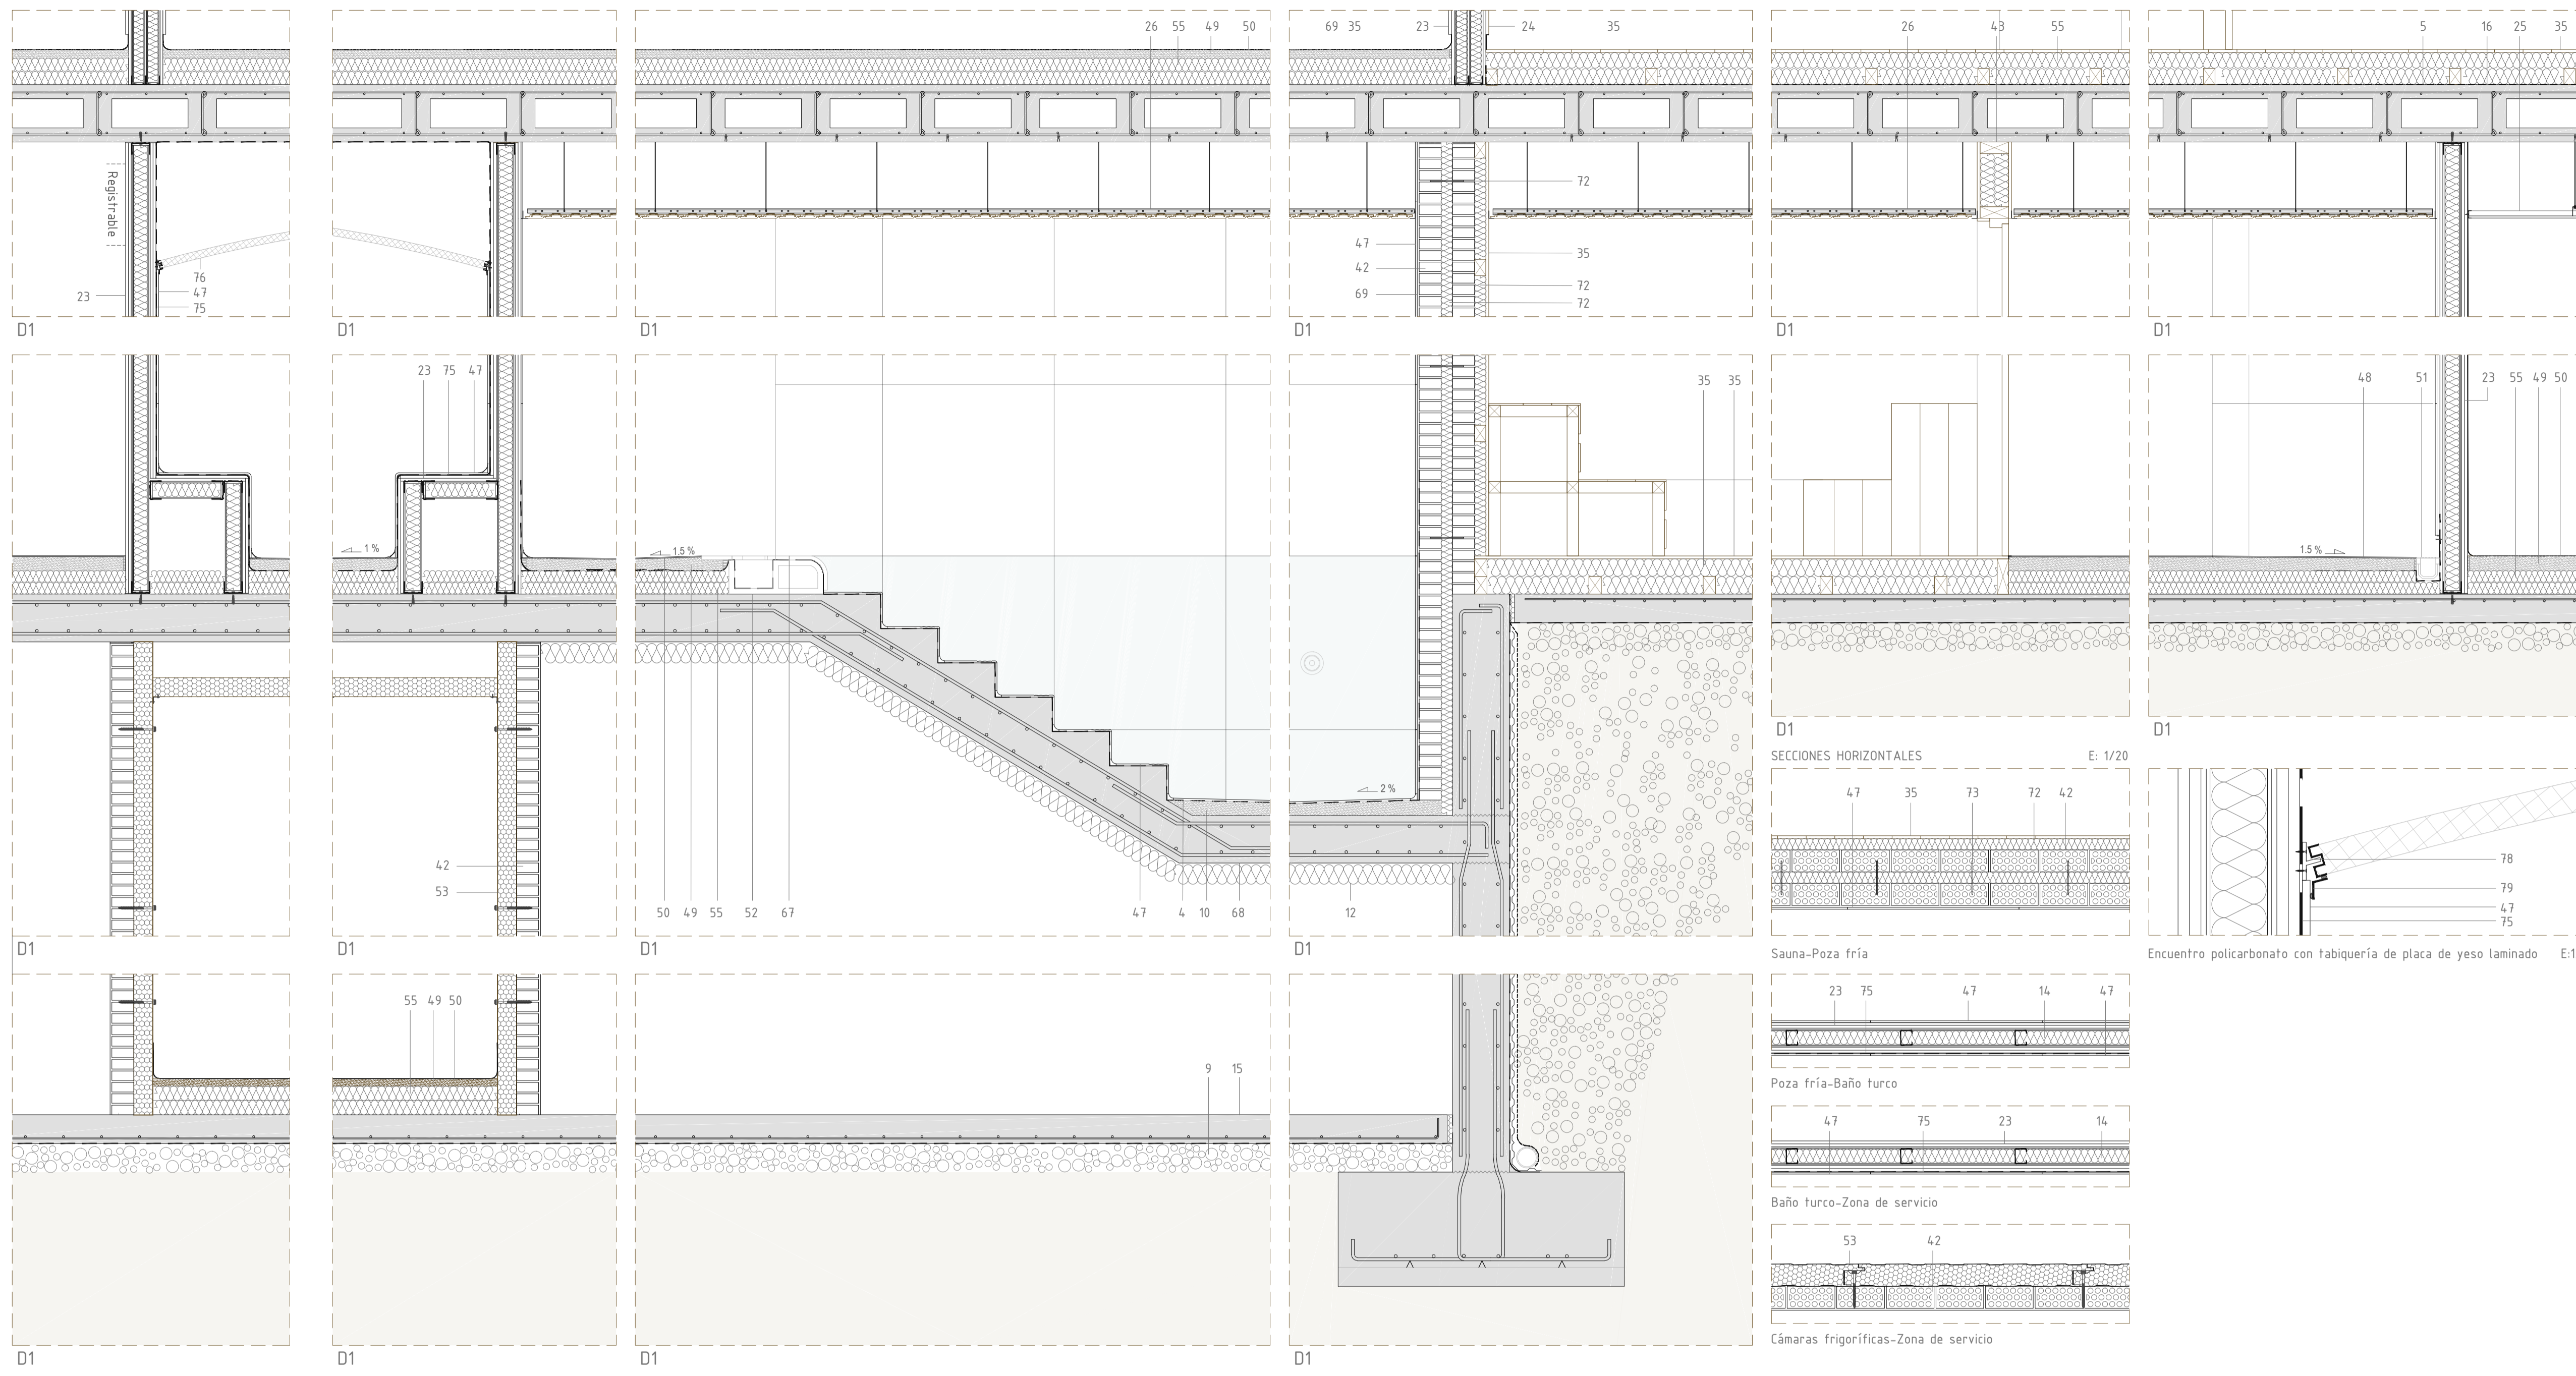 26 55 49 50
69 35 23 24 35
26 43 55
5 16 25 35
Registrable
76
47
75
23
72
47
42
69
35
72
72
D1 D1 D1 D1 D1 D1
23 75 47
35 35
48 51 23 55 49 50
1 %
1.5 %
1.5 %
2 %
42
53
50 49 55 52 67 47 4 10 68 12
D1 D1
SECCIONES HORIZONTALES E: 1/20
47 35 73 72 42
78
79
47
75
D1 D1 D1 D1
Sauna-Poza fría
Encuentro policarbonato con tabiquería de placa de yeso laminado E:1
55 49 50
9 15
23 75 47 14 47
Poza fría-Baño turco
47 75 23 14
Baño turco-Zona de servicio
53 42
Cámaras frigoríficas-Zona de servicio
D1 D1 D1 D1